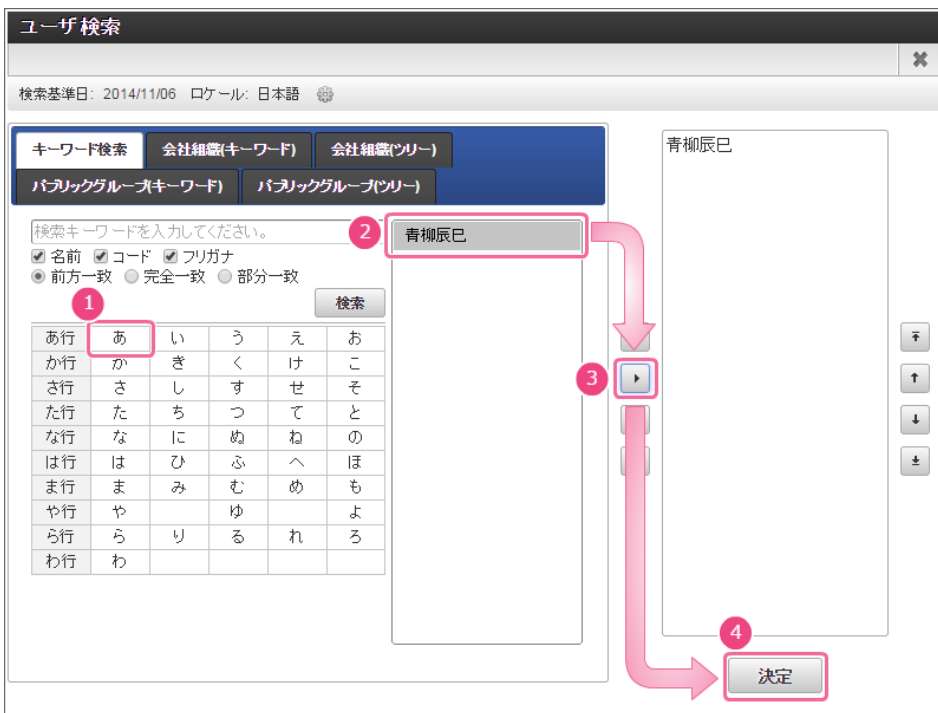 ユーザ検索
検索基準日: 2014/11/06 ロケール: 日本語
キーワード検索 会社組織(キーワード) 会社組織(ツリー)
パブリックグループ(キーワード) パブリックグループ(ツリー)
検索キーワードを入力してください。
名前 コード フリガナ
前方一致 完全一致 部分一致
検索
1
あ行 あ い う え お
か行 か き く け こ
さ行 さ し す せ そ
た行 た ち つ て と
な行 な に ぬ ね の
は行 は ひ ふ へ ほ
ま行 ま み む め も
や行 や ゆ よ
ら行 ら り る れ ろ
わ行 わ
2
青柳辰巳
3
青柳辰巳
4
決定